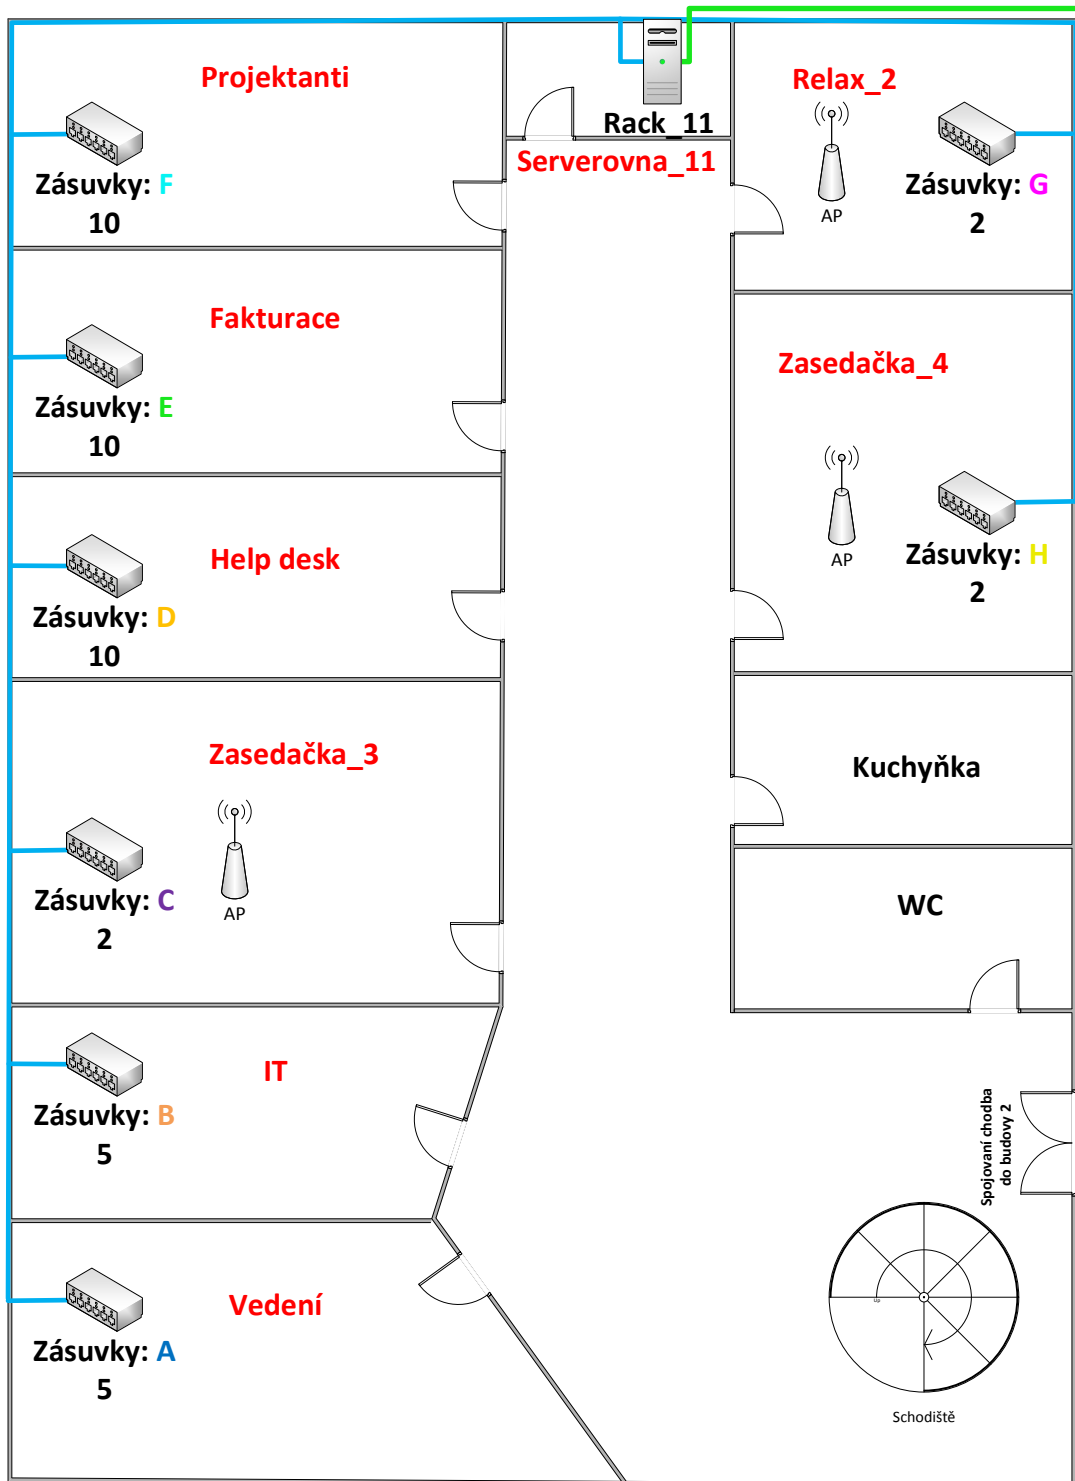 Projektanti
Zásuvky: F
10
Rack_11
Serverovna_11
Relax_2
AP
Zásuvky: G
2
Fakturace
Zásuvky: E
10
Zasedačka_4
AP
Zásuvky: H
2
Help desk
Zásuvky: D
10
Zasedačka_3
Zásuvky: C
2
AP
Kuchyňka
WC
IT
Zásuvky: B
5
Spojovaní chodba
do budovy 2
Vedení
Zásuvky: A
5
Up
Schodiště